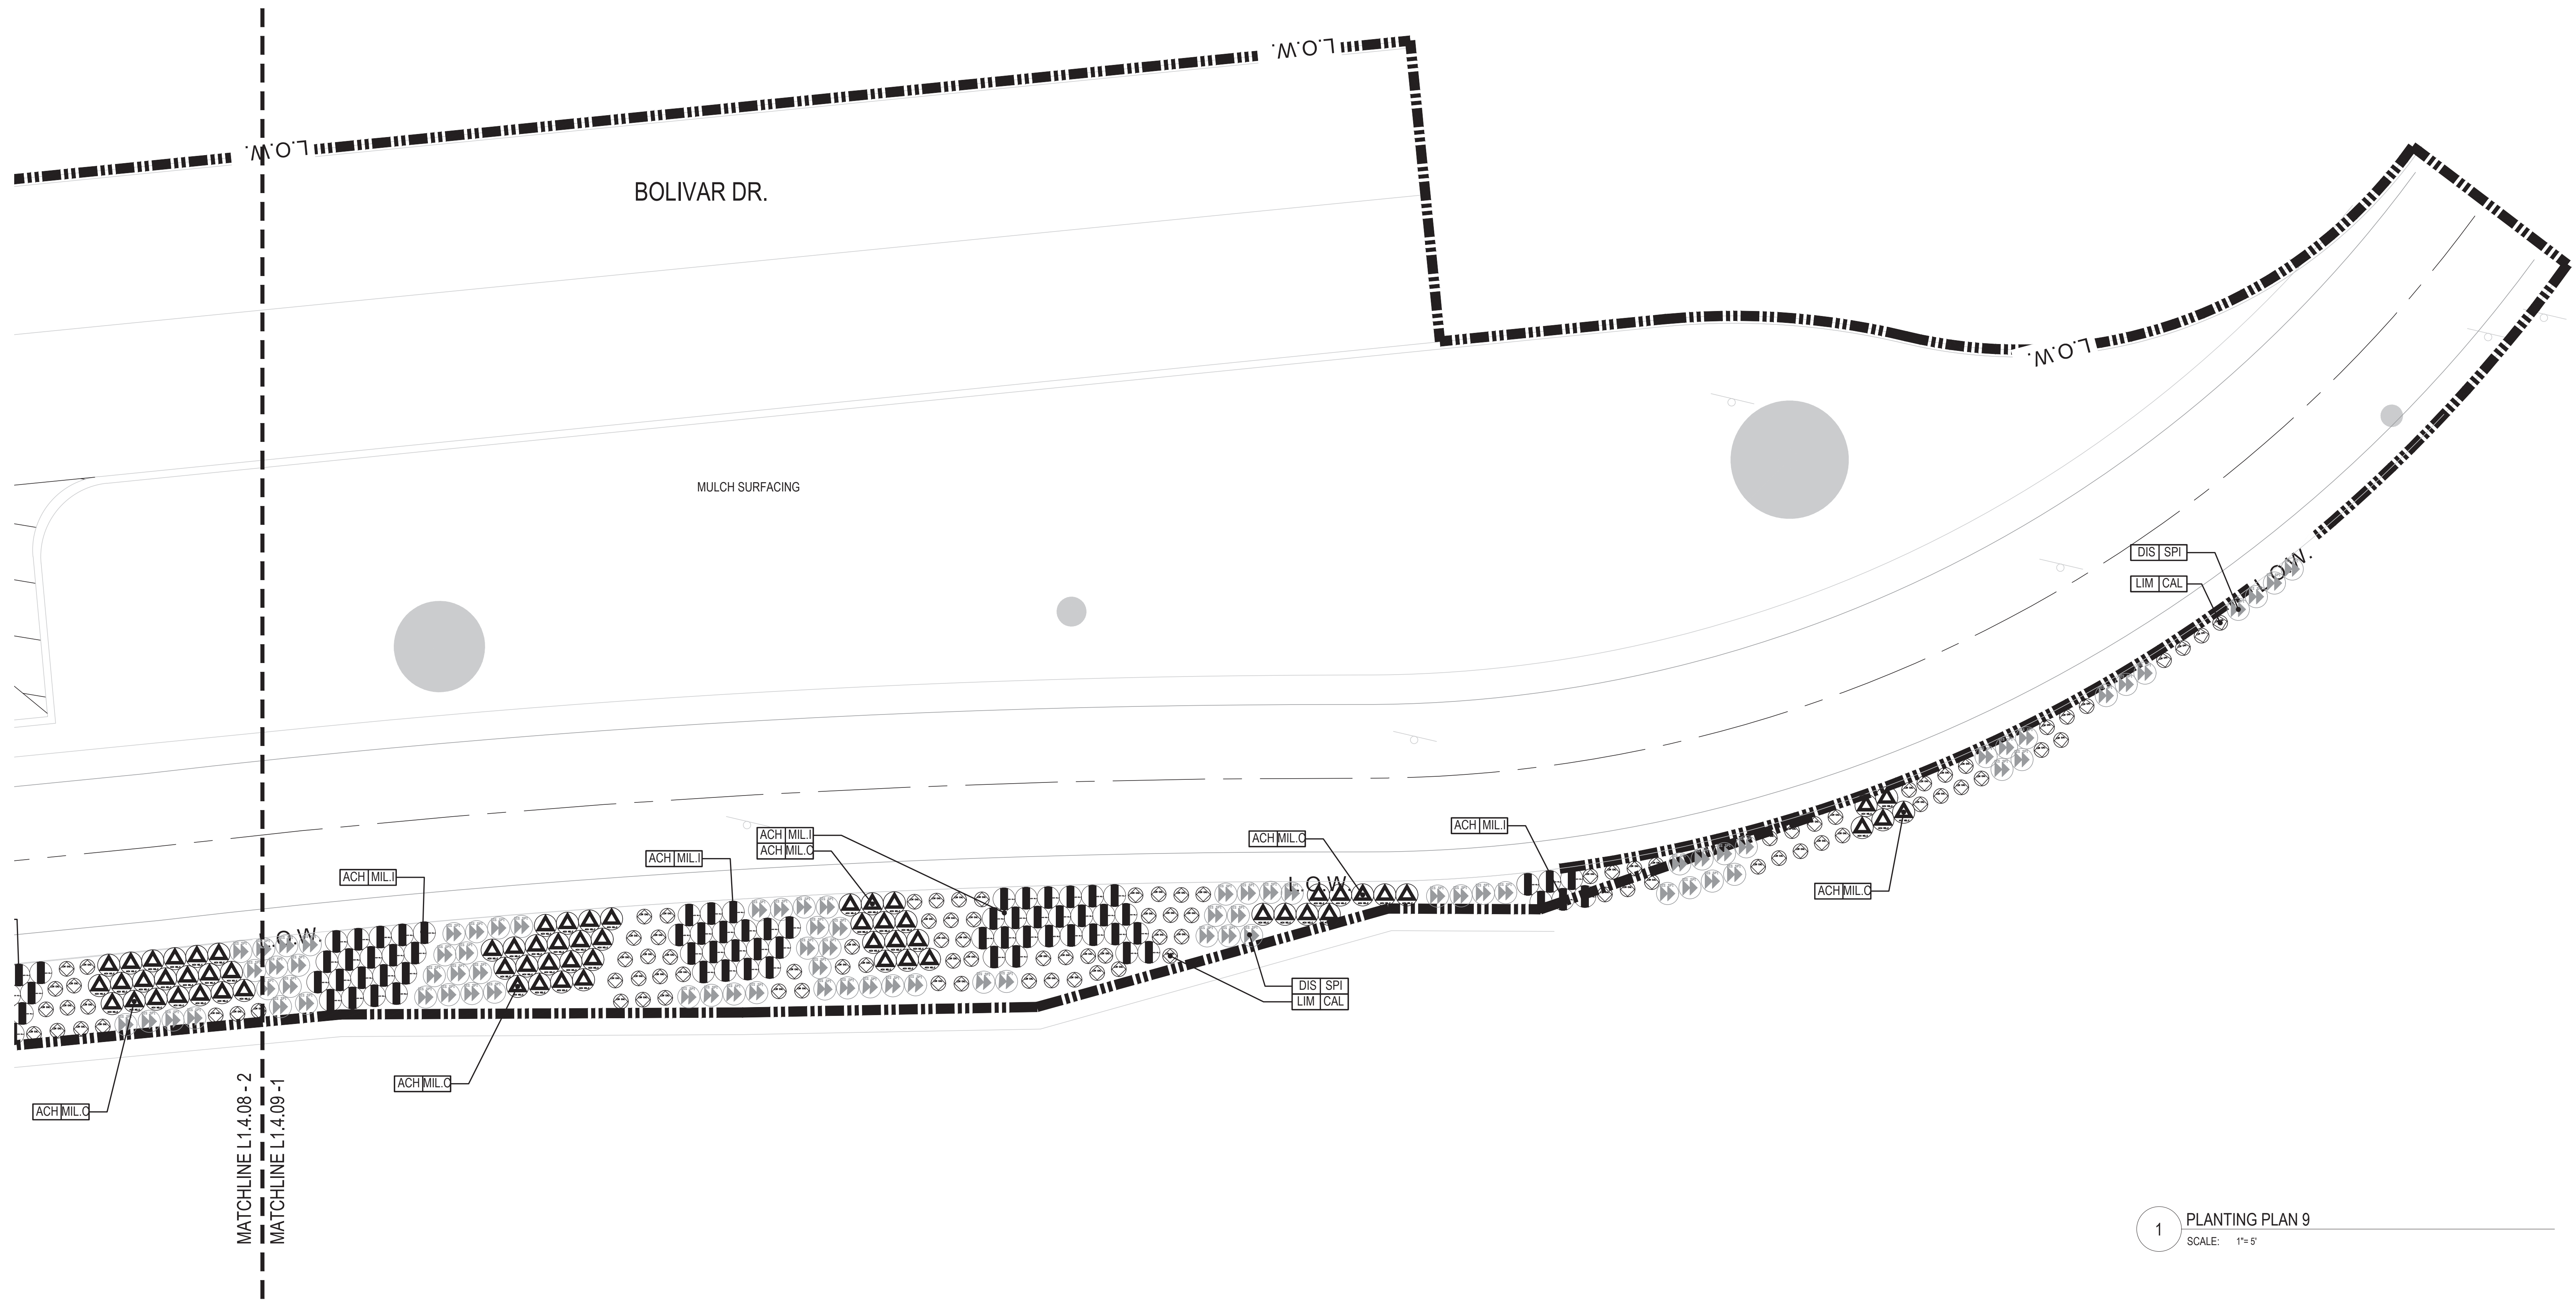 L.O.W.
L.O.W.
BOLIVAR DR.
L.O.W.
MULCH SURFACING
DIS SPI
L.O.W.
LIM CAL
ACH MIL.I
ACH MIL.I
ACH MIL.O
ACH MIL.O
ACH MIL.I
ACH MIL.I
L.O.W.
ACH MIL.O
L.O.W.
DIS SPI
LIM CAL
ACH MIL.O
ACH MIL.O
MATCHLINE L1.4.08 - 2
MATCHLINE L1.4.09 -1
1
PLANTING PLAN 9
SCALE: 1"= 5'